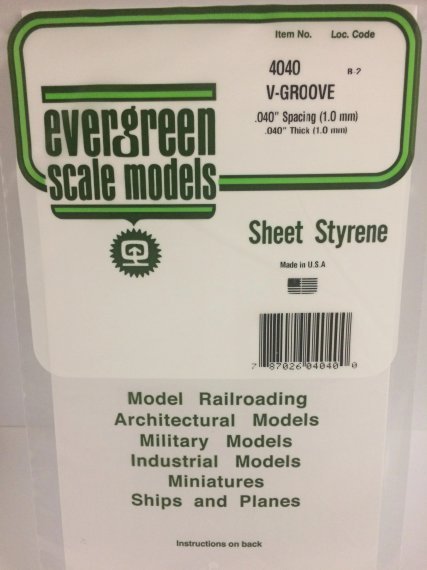 Item No. Loc. Code
4040 B-2
V-GROOVE
.040" Spacing (1.0 mm)
.040" Thick (1.0 mm)
evergreen
scale models
Sheet Styrene
Made in U.S.A
7 87026 04040 0
Model Railroading
Architectural Models
Military Models
Industrial Models
Miniatures
Ships and Planes
Instructions on back